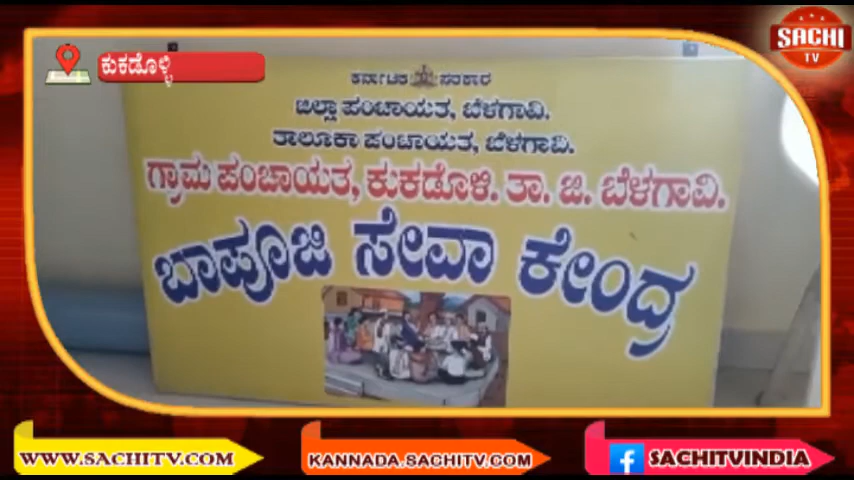 SACHI
TV
ಕುಕಡೊಳ್ಳಿ
ಕರ್ನಾಟಕ ಸರಕಾರ
ಜಿಲ್ಲಾ ಪಂಚಾಯತ, ಬೆಳಗಾವಿ.
ತಾಲೂಕಾ ಪಂಚಾಯತ, ಬೆಳಗಾವಿ.
ಗ್ರಾಮ ಪಂಚಾಯತ, ಕುಕಡೊಳಿ. ತಾ. ಜಿ. ಬೆಳಗಾವಿ.
ಬಾಪೂಜಿ ಸೇವಾ ಕೇಂದ್ರ
WWW.SACHITV.COM
KANNADA.SACHITV.COM
f SACHITVINDIA